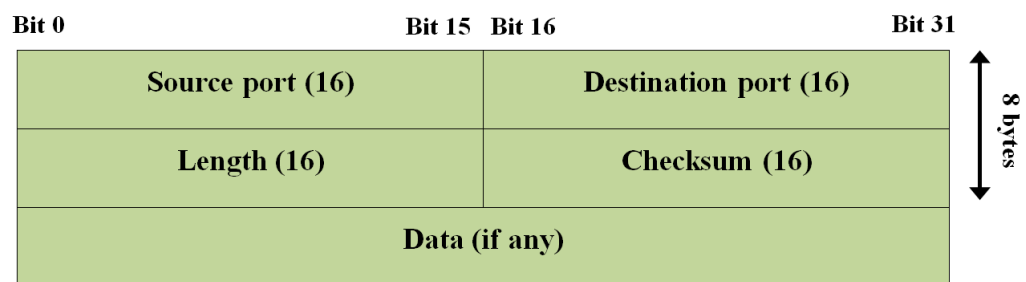 Bit 0 Bit 15 Bit 16 Bit 31
Source port (16) Destination port (16)
8 bytes
Length (16) Checksum (16)
Data (if any)